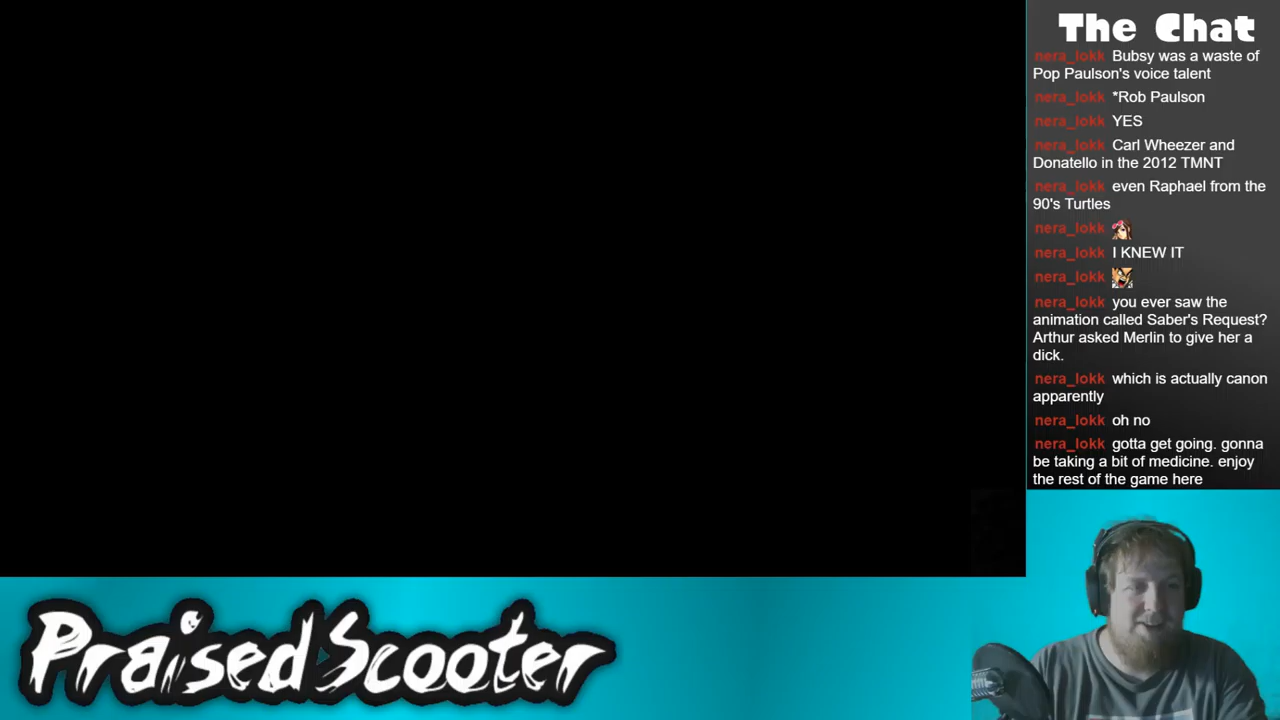 The Chat
nera_lokk Bubsy was a waste of
Pop Paulson's voice talent
nera_lokk *Rob Paulson
nera_lokk YES
nera_lokk Carl Wheezer and
Donatello in the 2012 TMNT
nera_lokk even Raphael from the
90's Turtles
nera_lokk
nera_lokk I KNEW IT
nera_lokk
nera_lokk you ever saw the
animation called Saber's Request?
Arthur asked Merlin to give her a
dick.
nera_lokk which is actually canon
apparently
nera_lokk oh no
nera_lokk gotta get going. gonna
be taking a bit of medicine. enjoy
the rest of the game here
PraisedScooter